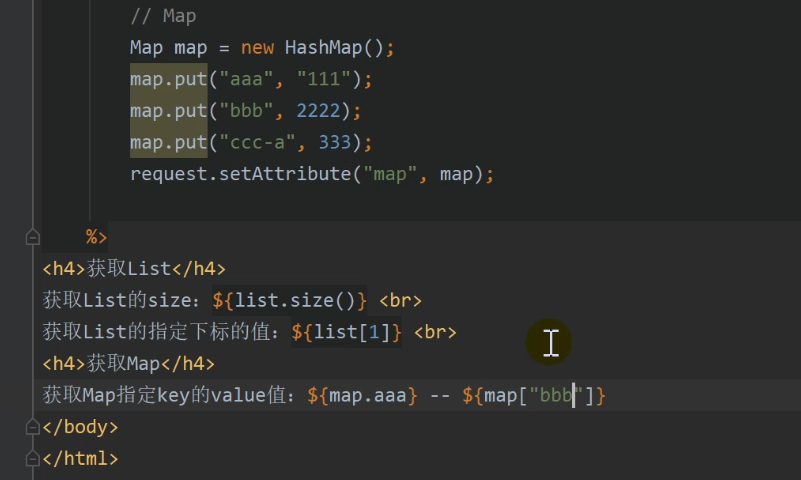 // Map
Map map = new HashMap();
map.put("aaa", "111");
map.put("bbb", 2222);
map.put("ccc-a", 333);
request.setAttribute("map", map);
%>
<h4>获取List</h4>
获取List的size：${list.size()} <br>
获取List的指定下标的值：${list[1]} <br>
<h4>获取Map</h4>
获取Map指定key的value值：${map.aaa} -- ${map["bbb"]}
</body>
</html>